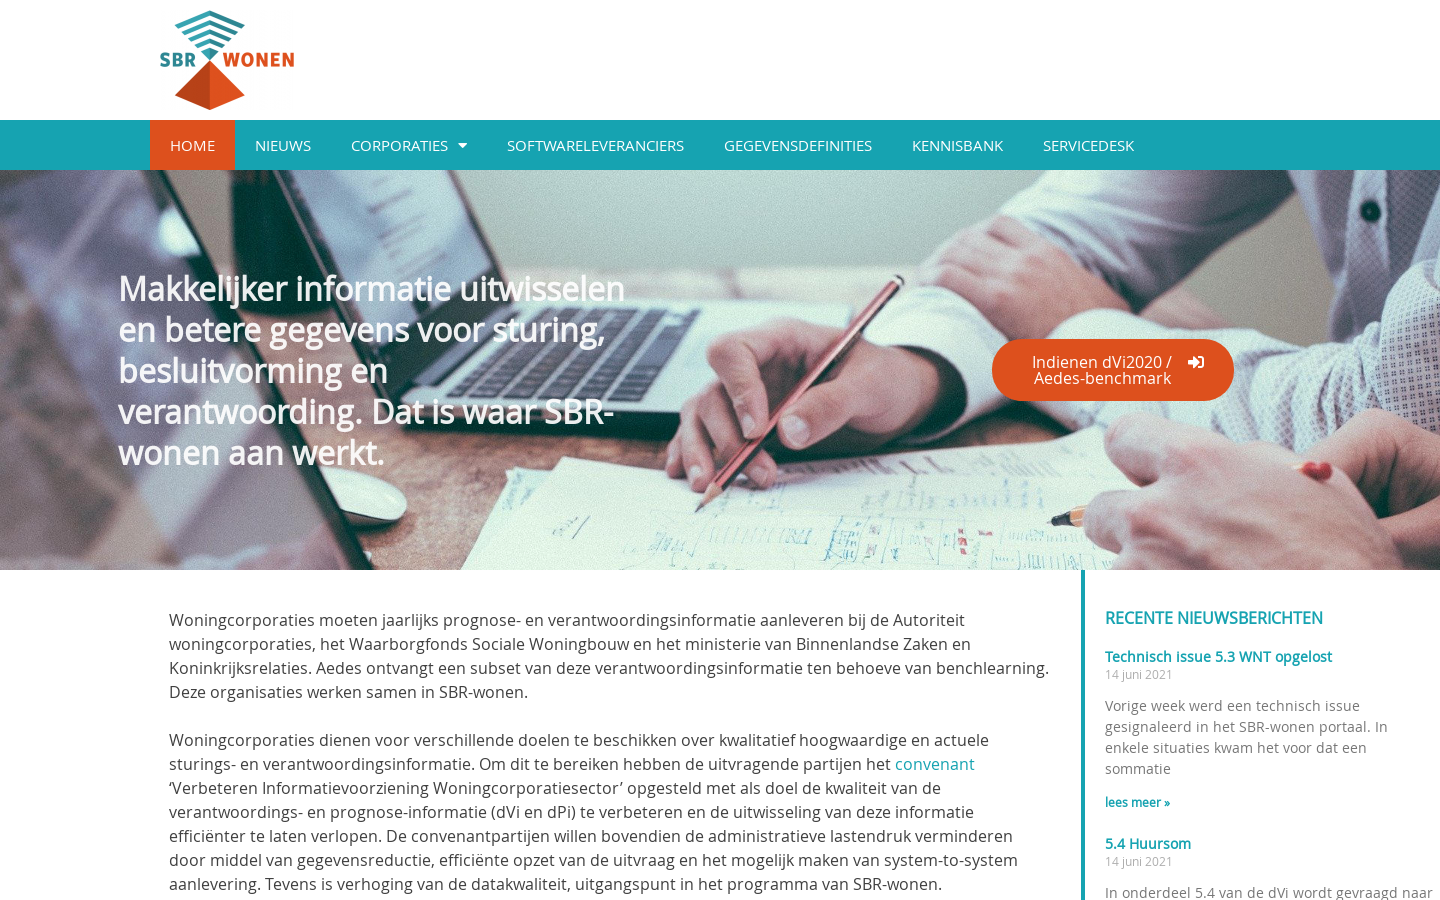 SBR WONEN
HOME
NIEUWS
CORPORATIES
SOFTWARELEVERANCIERS
GEGEVENSDEFINITIES
KENNISBANK
SERVICEDESK
Makkelijker informatie uitwisselen
en betere gegevens voor sturing,
besluitvorming en
verantwoording. Dat is waar SBR-
wonen aan werkt.
Indienen dVi2020 /
Aedes-benchmark
Woningcorporaties moeten jaarlijks prognose- en verantwoordingsinformatie aanleveren bij de Autoriteit
woningcorporaties, het Waarborgfonds Sociale Woningbouw en het ministerie van Binnenlandse Zaken en
Koninkrijksrelaties. Aedes ontvangt een subset van deze verantwoordingsinformatie ten behoeve van benchlearning.
Deze organisaties werken samen in SBR-wonen.
Woningcorporaties dienen voor verschillende doelen te beschikken over kwalitatief hoogwaardige en actuele
sturings- en verantwoordingsinformatie. Om dit te bereiken hebben de uitvragende partijen het convenant
‘Verbeteren Informatievoorziening Woningcorporatiesector’ opgesteld met als doel de kwaliteit van de
verantwoordings- en prognose-informatie (dVi en dPi) te verbeteren en de uitwisseling van deze informatie
efficiënter te laten verlopen. De convenantpartijen willen bovendien de administratieve lastendruk verminderen
door middel van gegevensreductie, efficiënte opzet van de uitvraag en het mogelijk maken van system-to-system
aanlevering. Tevens is verhoging van de datakwaliteit, uitgangspunt in het programma van SBR-wonen.
RECENTE NIEUWSBERICHTEN
Technisch issue 5.3 WNT opgelost
14 juni 2021
Vorige week werd een technisch issue
gesignaleerd in het SBR-wonen portaal. In
enkele situaties kwam het voor dat een
sommatie
lees meer »
5.4 Huursom
14 juni 2021
In onderdeel 5.4 van de dVi wordt gevraagd naar